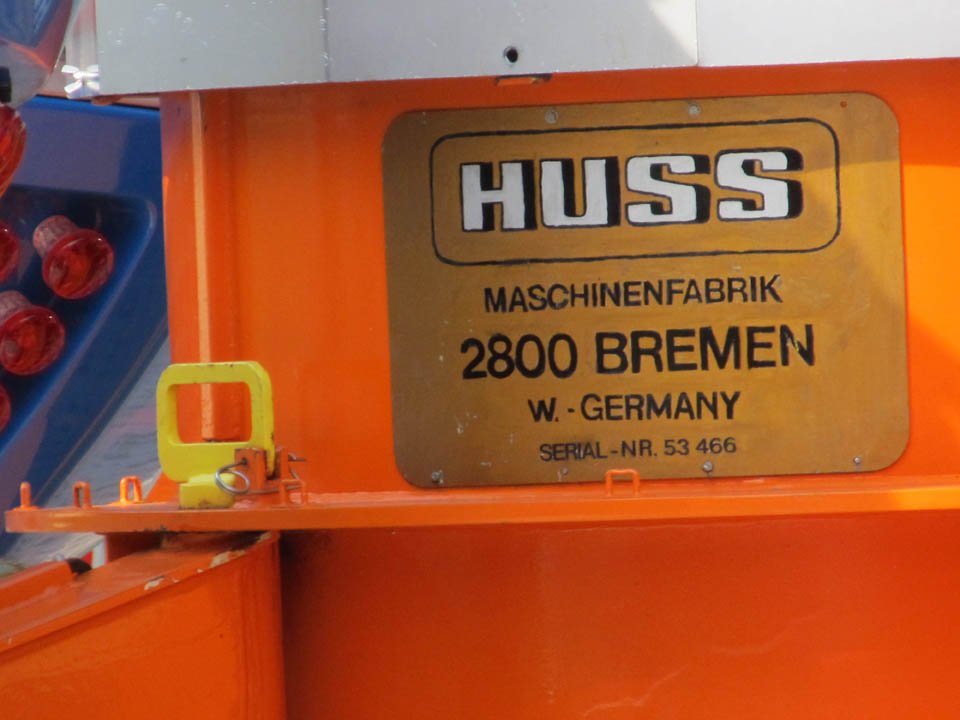 HUSS
MASCHINENFABRIK
2800 BREMEN
W.-GERMANY
SERIAL-NR. 53 466